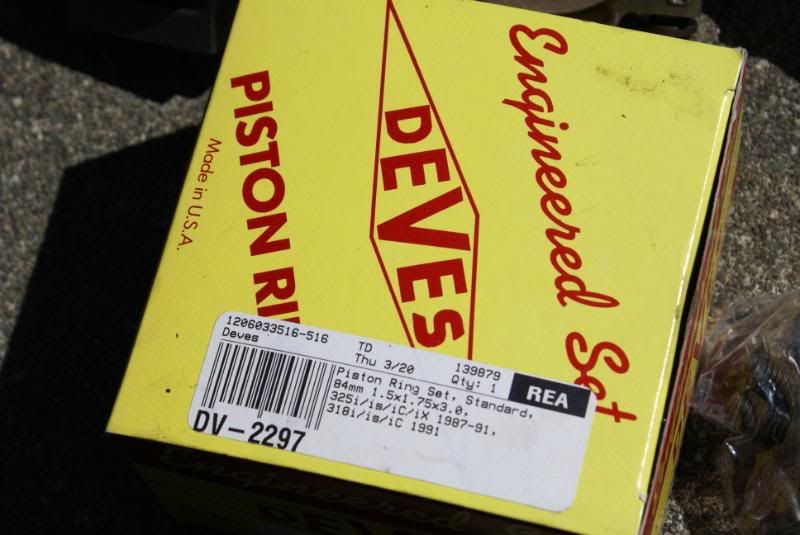 Engineered Set
DEVES
PISTON RI
Made in U.S.A.
1206033516-516
Deves
TD
Thu 3/20
139879
Qty: 1
REA
DV-2297
Piston Ring Set, Standard,
84mm 1.5x1.75x3.0,
325i/is/iC/iX 1987-91,
318i/is/iC 1991
Engineered S
DEVES